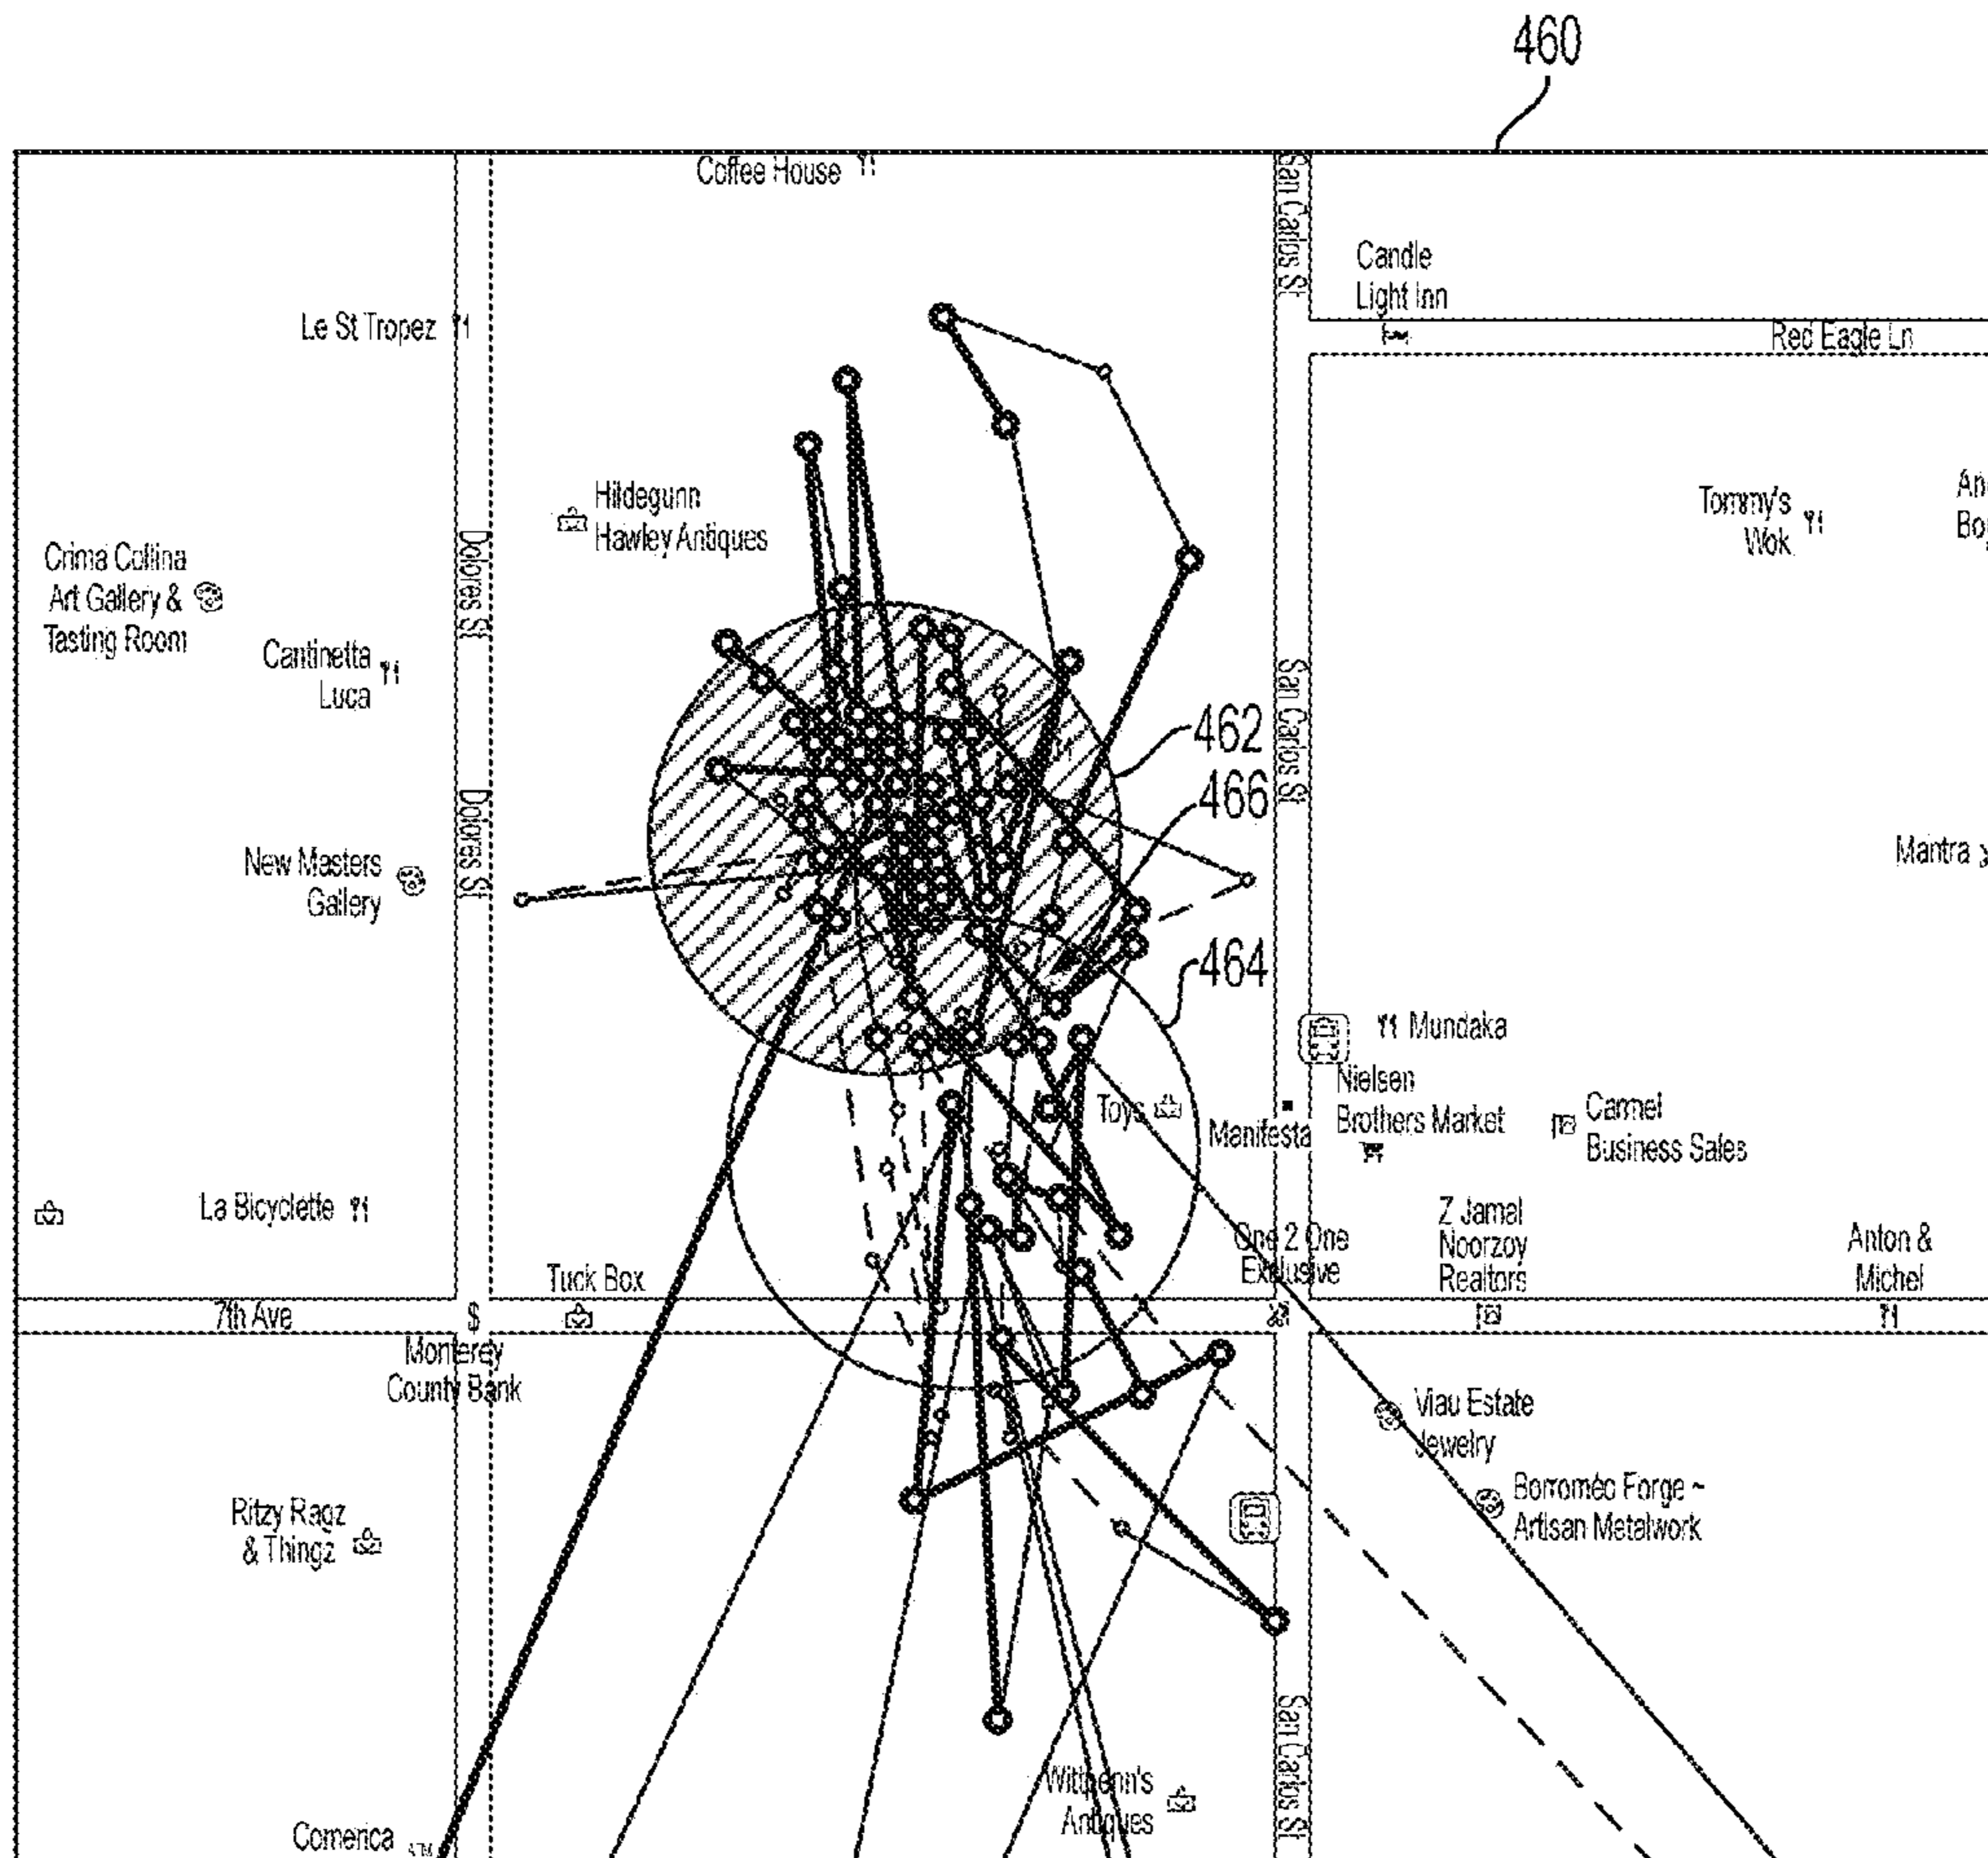 460
Coffee House
San Carlos St
Candle
Light Inn
Le St Tropez
Red Eagle Ln
Hildegunn
Hawley Antiques
Tommy's
Wok
An
Crima Collina
Art Gallery &
Tasting Room
Dolores St
Cantinetta
Luca
San Carlos St
462
466
Dolores St
New Masters
Gallery
Mantra
464
Mundaka
Nielsen
Brothers Market
Toys
Manifesta
Carmel
Business Sales
La Bicyclette
Z Jamal
Noorzoy
Realtors
One 2 One
Exclusive
Anton &
Michel
Tuck Box
7th Ave
$
Monterey
County Bank
Viau Estate
Jewelry
Borroméo Forge ~
Artisan Metalwork
Ritzy Ragz
& Thingz
San Carlos St
Wittpenn's
Antiques
Comerica